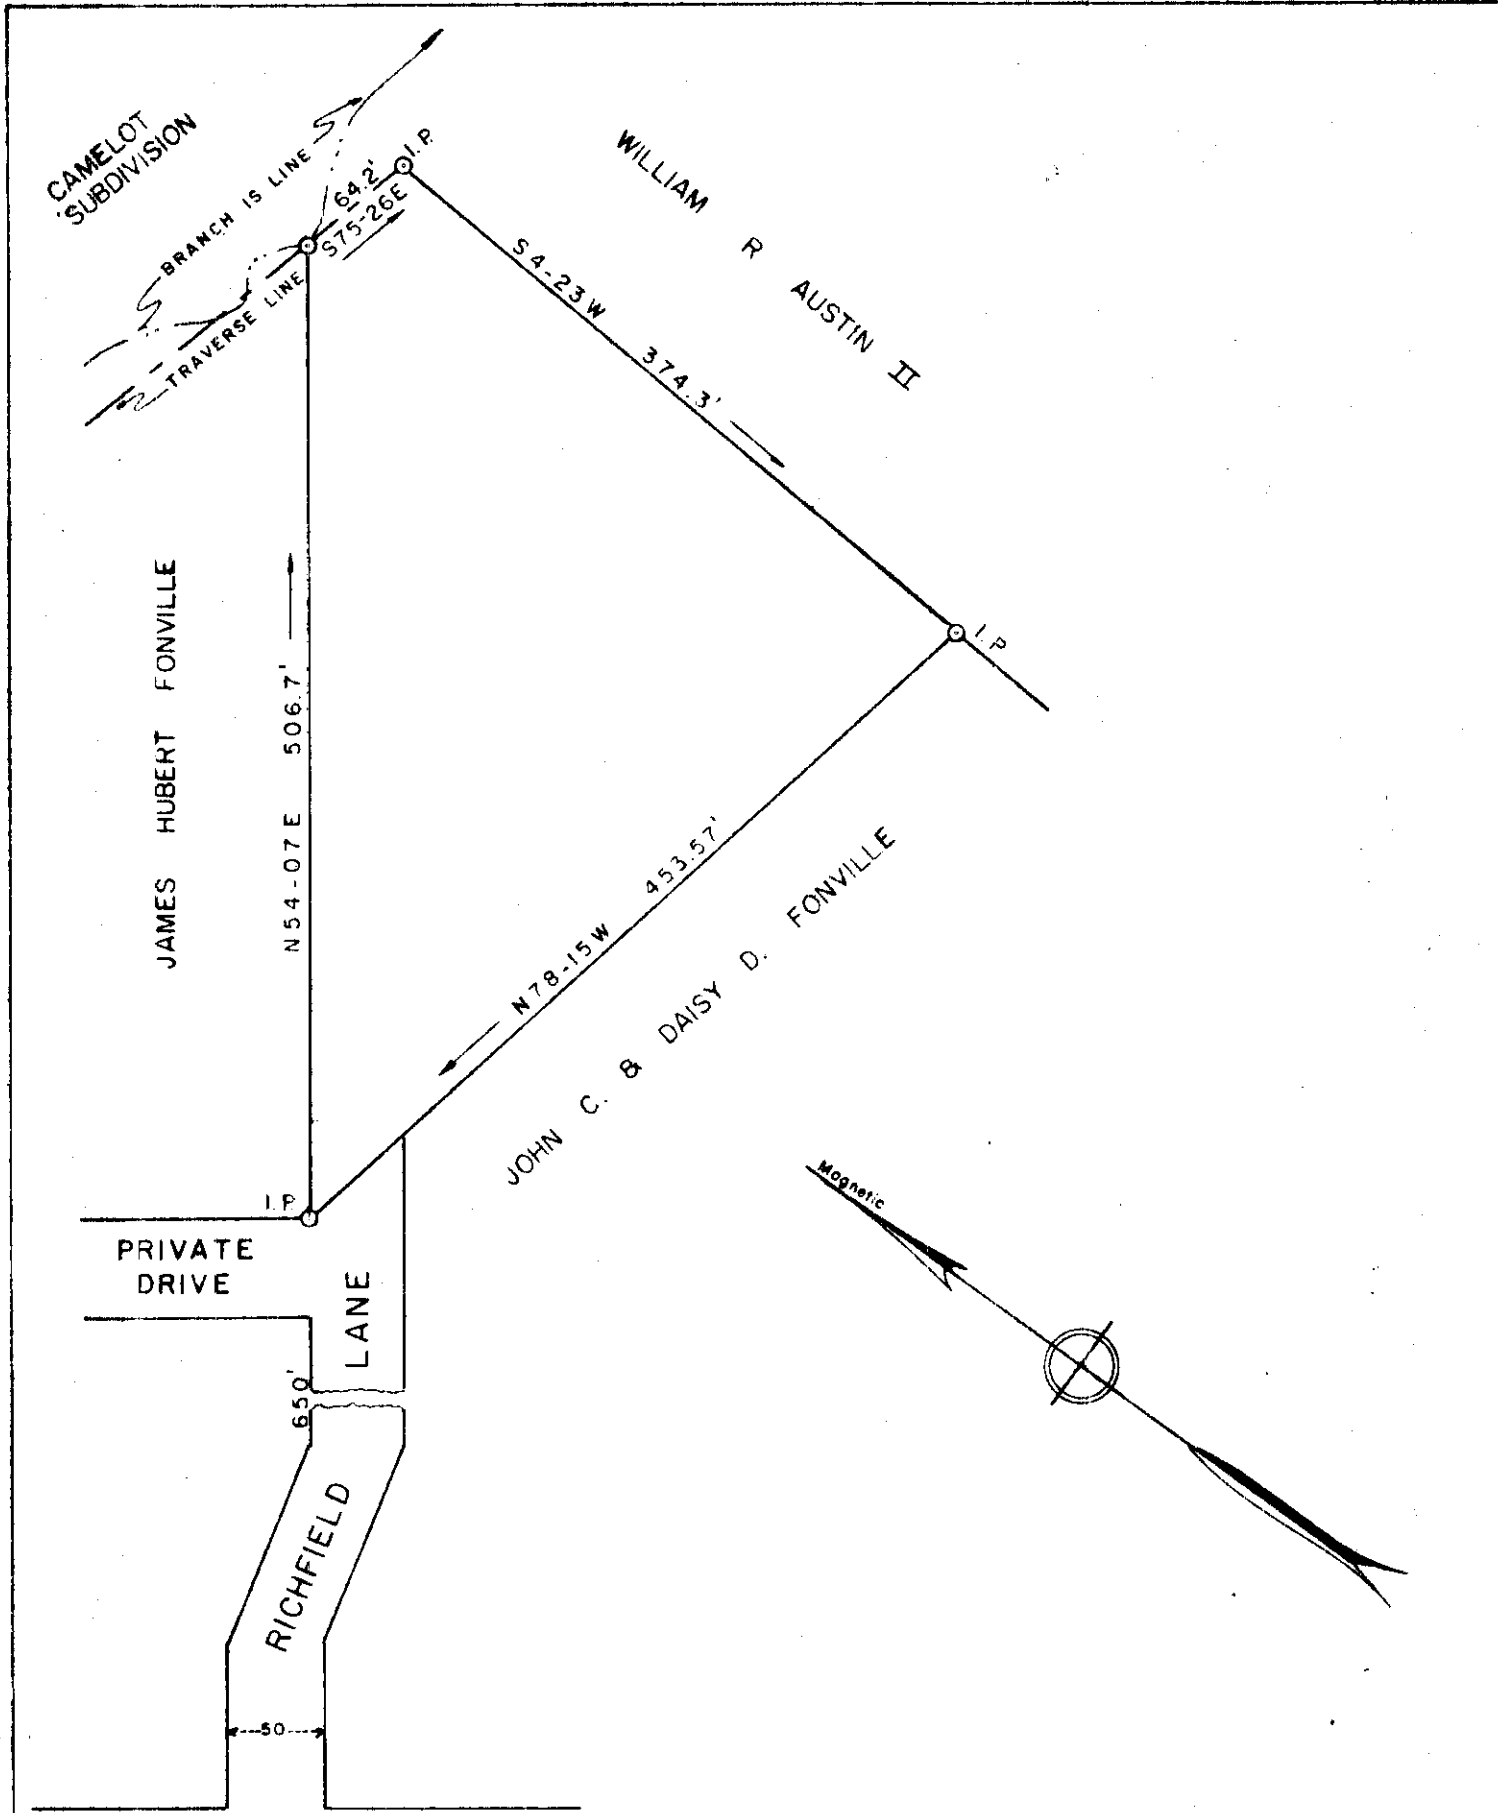 CAMELOT
SUBDIVISION
BRANCH IS LINE
64.2'
S75-26E
I.P.
TRAVERSE LINE
WILLIAM R AUSTIN II
S4-23W 374.3'
I.P
JAMES HUBERT FONVILLE
N54-07E 506.7'
N78-15W 453.57'
JOHN C. & DAISY D. FONVILLE
I.P.
PRIVATE
DRIVE
LANE
650'
RICHFIELD
50
Magnetic